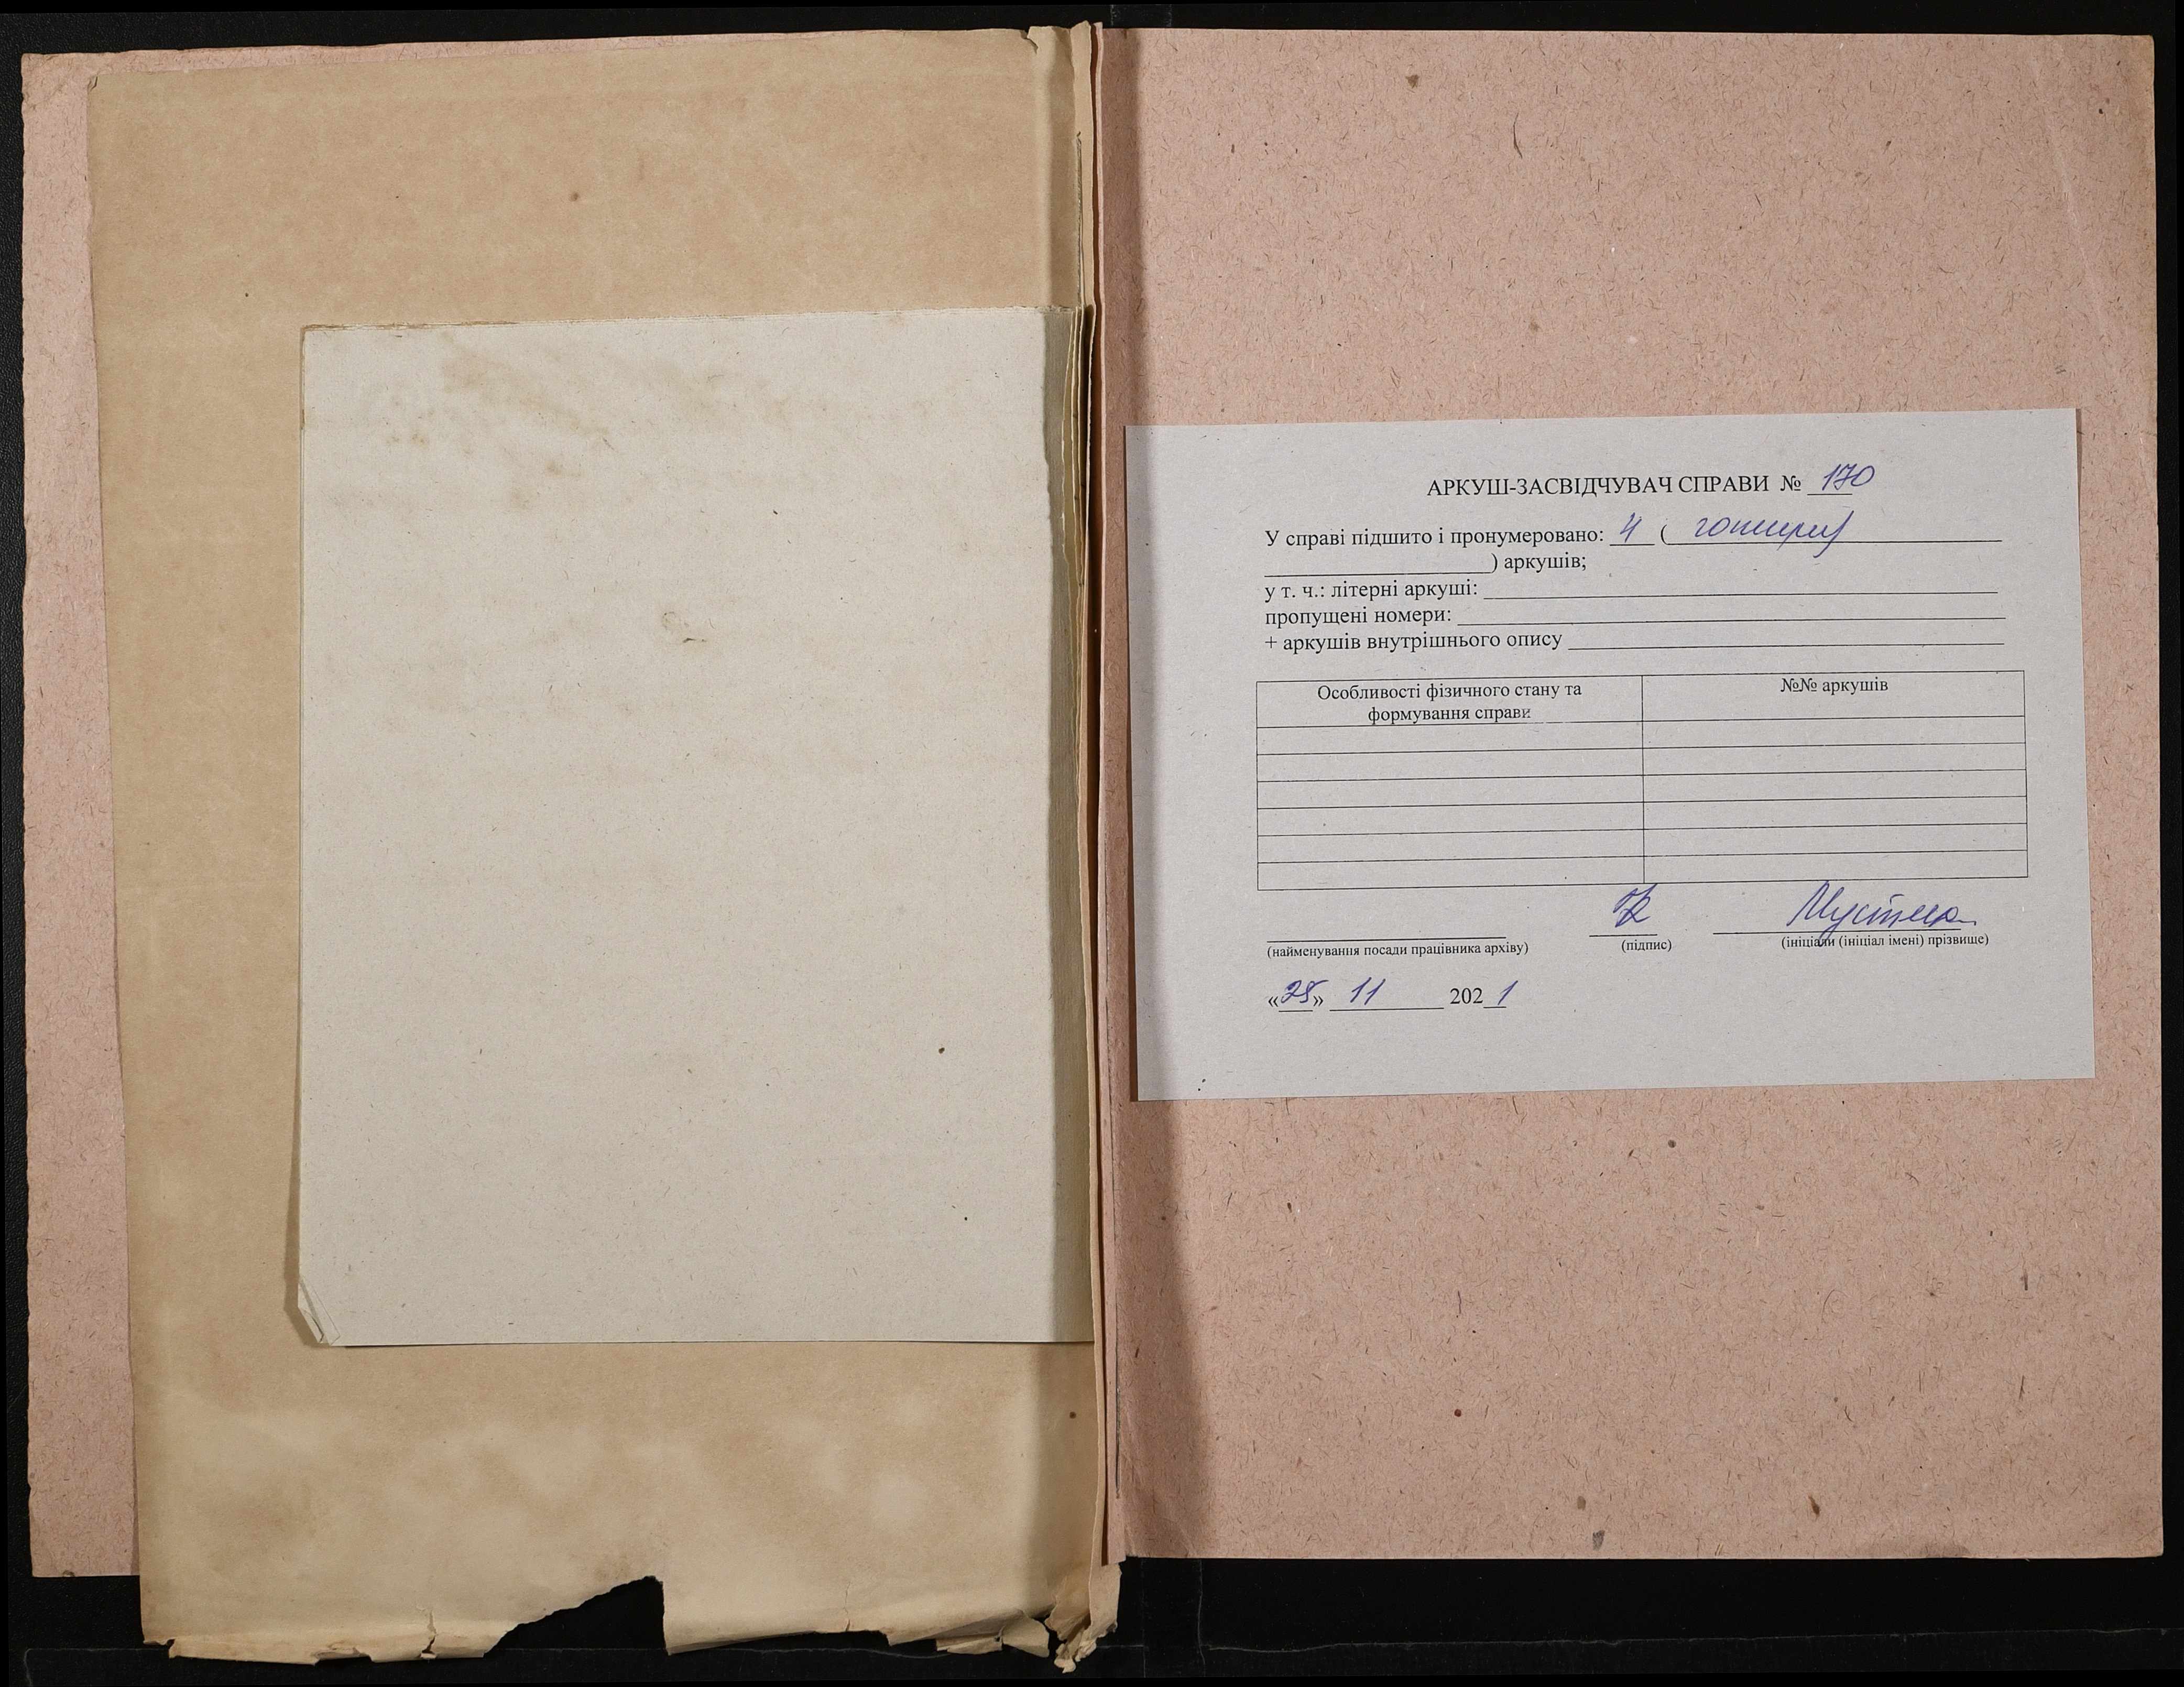 АРКУШ-ЗАСВІДЧУВАЧ СПРАВИ № 170
У справі підшито і пронумеровано: 4 ( чотири)
) аркушів;
у т. ч.: літерні аркуші:
пропущені номери:
+ аркушів внутрішнього опису
Особливості фізичного стану та
формування справи
№№ аркушів
(найменування посади працівника архіву)
(підпис)
(ініціали (ініціал імені) прізвище)
«25» 11 2021